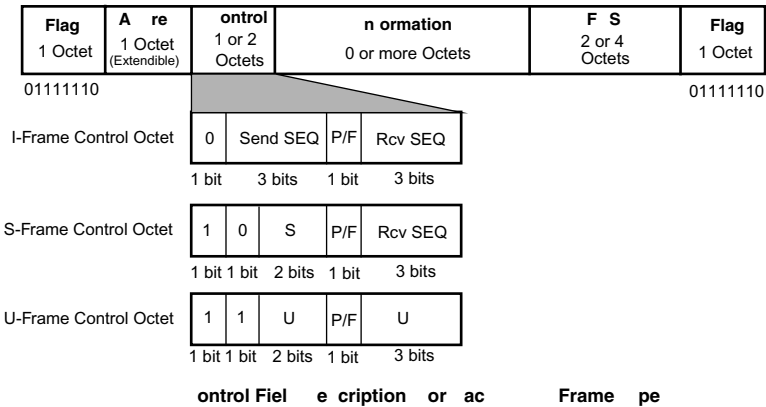 Flag A re ontrol n ormation F S Flag
1 Octet 1 Octet (Extendible) 1 or 2 Octets 0 or more Octets 2 or 4 Octets 1 Octet
01111110 01111110
I-Frame Control Octet 0 Send SEQ P/F Rcv SEQ
1 bit 3 bits 1 bit 3 bits
S-Frame Control Octet 1 0 S P/F Rcv SEQ
1 bit 1 bit 2 bits 1 bit 3 bits
U-Frame Control Octet 1 1 U P/F U
1 bit 1 bit 2 bits 1 bit 3 bits
ontrol Fiel e cription or ac Frame pe